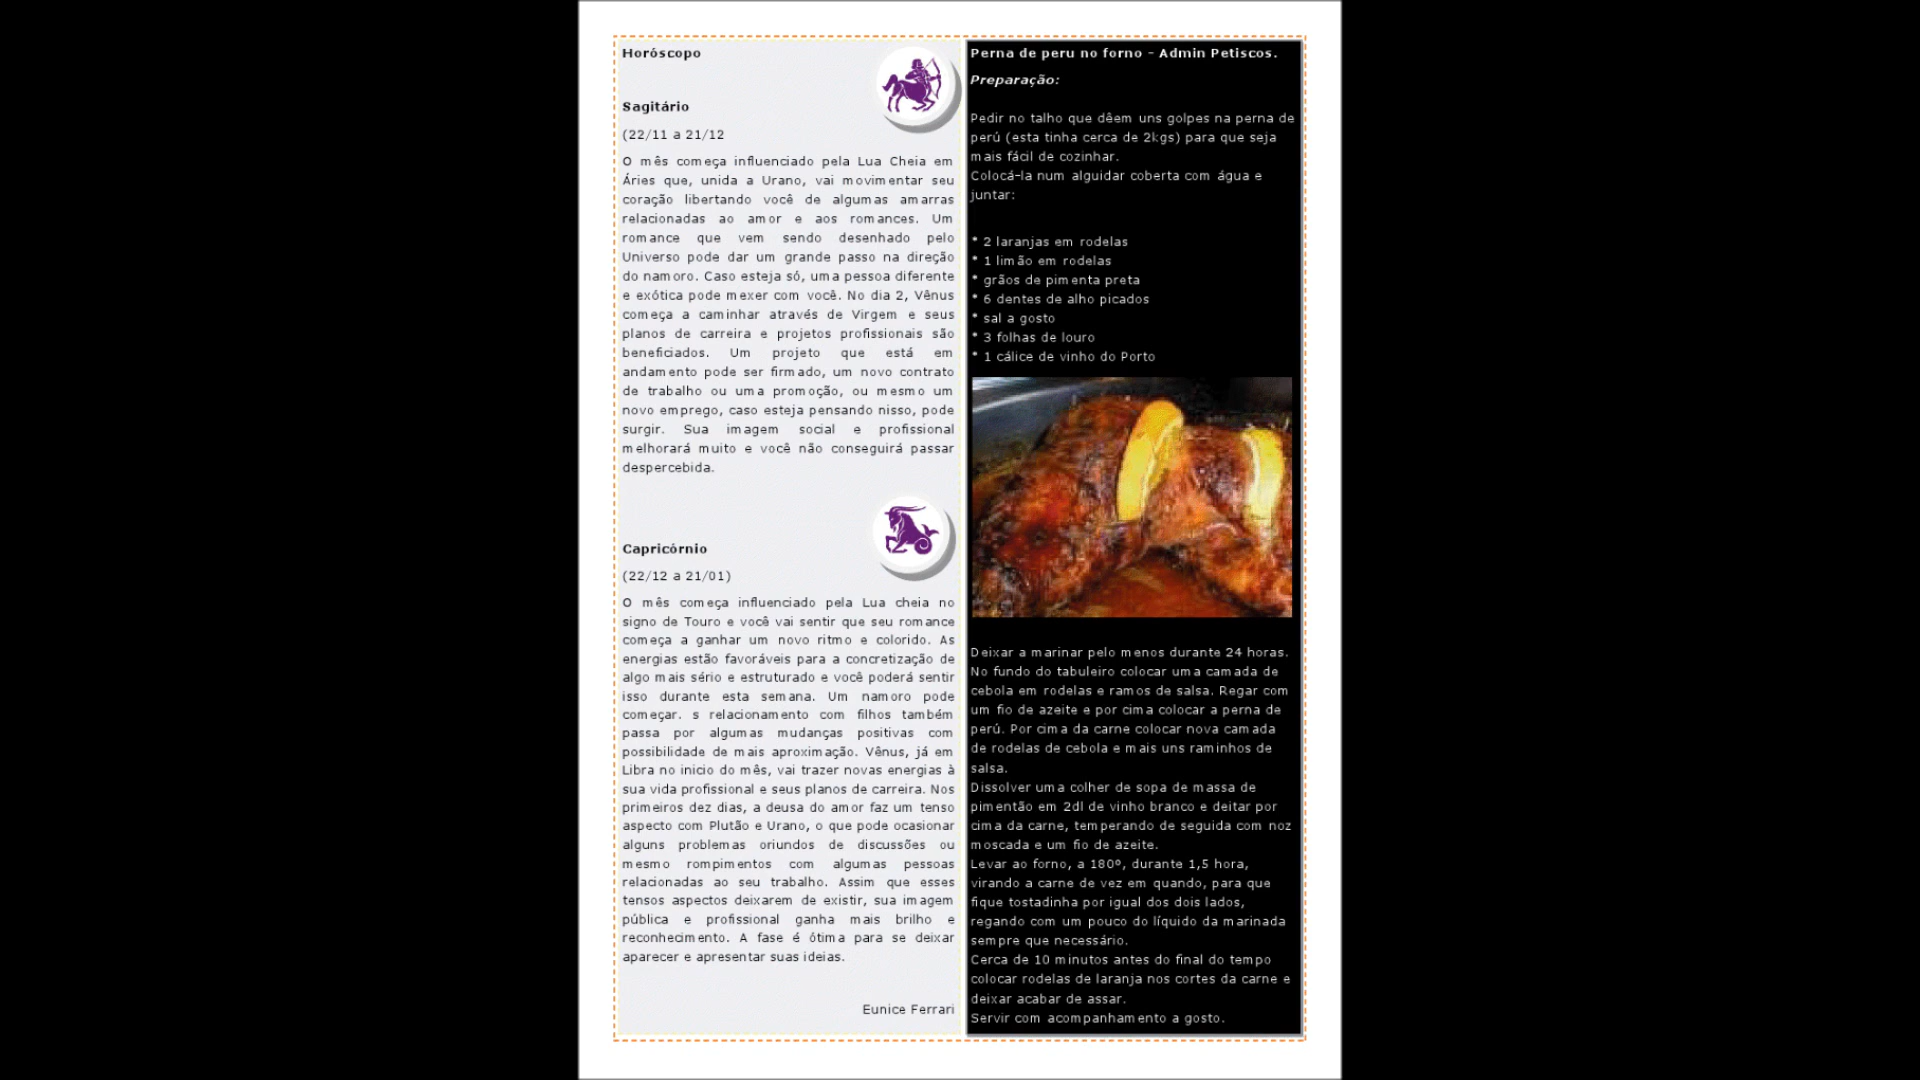 Horóscopo
Sagitário
(22/11 a 21/12
O mês começa influenciado pela Lua Cheia em
Áries que, unida a Urano, vai movimentar seu
coração libertando você de algumas amarras
relacionadas ao amor e aos romances. Um
romance que vem sendo desenhado pelo
Universo pode dar um grande passo na direção
do namoro. Caso esteja só, uma pessoa diferente
e exótica pode mexer com você. No dia 2, Vênus
começa a caminhar através de Virgem e seus
planos de carreira e projetos profissionais são
beneficiados. Um projeto que está em
andamento pode ser firmado, um novo contrato
de trabalho ou uma promoção, ou mesmo um
novo emprego, caso esteja pensando nisso, pode
surgir. Sua imagem social e profissional
melhorará muito e você não conseguirá passar
despercebida.
Capricórnio
(22/12 a 21/01)
O mês começa influenciado pela Lua cheia no
signo de Touro e você vai sentir que seu romance
começa a ganhar um novo ritmo e colorido. As
energias estão favoráveis para a concretização de
algo mais sério e estruturado e você poderá sentir
isso durante esta semana. Um namoro pode
começar. s relacionamento com filhos também
passa por algumas mudanças positivas com
possibilidade de mais aproximação. Vênus, já em
Libra no inicio do mês, vai trazer novas energias à
sua vida profissional e seus planos de carreira. Nos
primeiros dez dias, a deusa do amor faz um tenso
aspecto com Plutão e Urano, o que pode ocasionar
alguns problemas oriundos de discussões ou
mesmo rompimentos com algumas pessoas
relacionadas ao seu trabalho. Assim que esses
tensos aspectos deixarem de existir, sua imagem
pública e profissional ganha mais brilho e
reconhecimento. A fase é ótima para se deixar
aparecer e apresentar suas ideias.
Eunice Ferrari
Perna de peru no forno – Admin Petiscos.
Preparação:
Pedir no talho que dêem uns golpes na perna de
perú (esta tinha cerca de 2kgs) para que seja
mais fácil de cozinhar.
Colocá-la num alguidar coberta com água e
juntar:
* 2 laranjas em rodelas
* 1 limão em rodelas
* grãos de pimenta preta
* 6 dentes de alho picados
* sal a gosto
* 3 folhas de louro
* 1 cálice de vinho do Porto
Deixar a marinar pelo menos durante 24 horas.
No fundo do tabuleiro colocar uma camada de
cebola em rodelas e ramos de salsa. Regar com
um fio de azeite e por cima colocar a perna de
perú. Por cima da carne colocar nova camada
de rodelas de cebola e mais uns raminhos de
salsa.
Dissolver uma colher de sopa de massa de
pimentão em 2dl de vinho branco e deitar por
cima da carne, temperando de seguida com noz
moscada e um fio de azeite.
Levar ao forno, a 180º, durante 1,5 hora,
virando a carne de vez em quando, para que
fique tostadinha por igual dos dois lados,
regando com um pouco do líquido da marinada
sempre que necessário.
Cerca de 10 minutos antes do final do tempo
colocar rodelas de laranja nos cortes da carne e
deixar acabar de assar.
Servir com acompanhamento a gosto.